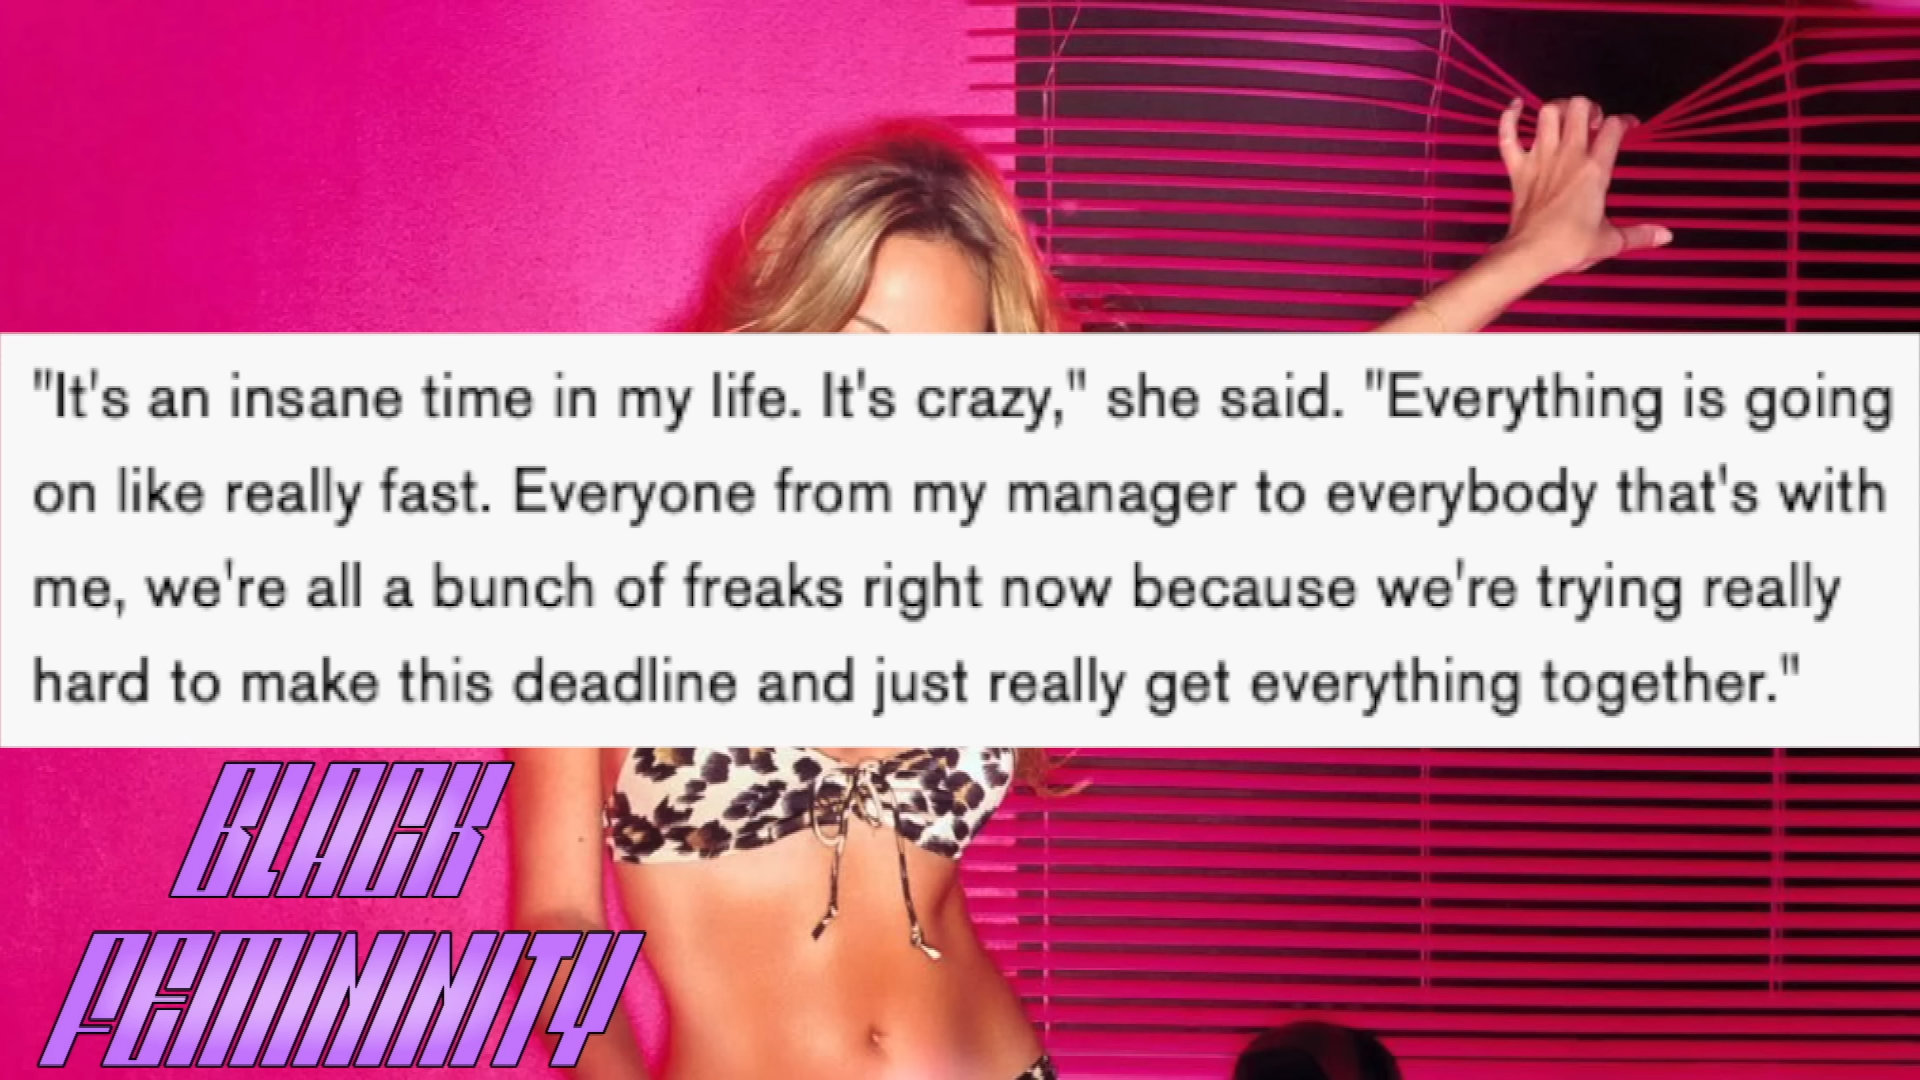 "It's an insane time in my life. It's crazy," she said. "Everything is going
on like really fast. Everyone from my manager to everybody that's with
me, we're all a bunch of freaks right now because we're trying really
hard to make this deadline and just really get everything together."
BLACK
FEMININITY